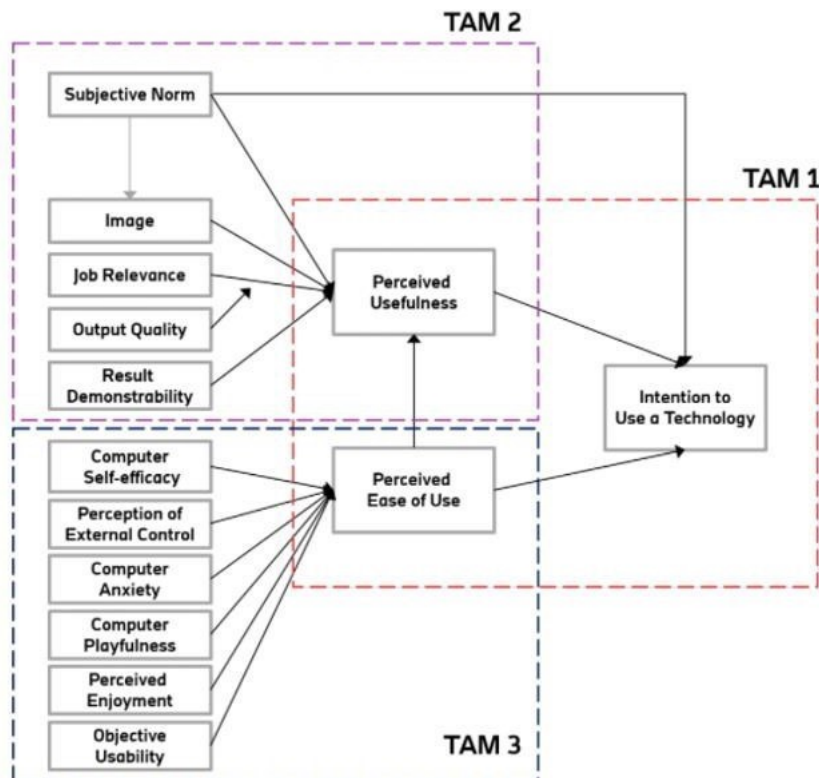 TAM 2
Subjective Norm
TAM 1
Image
Job Relevance
Output Quality
Result
Demonstrability
Perceived
Usefulness
Intention to
Use a Technology
Computer
Self-efficacy
Perception of
External Control
Computer
Anxiety
Computer
Playfulness
Perceived
Enjoyment
Objective
Usability
Perceived
Ease of Use
TAM 3